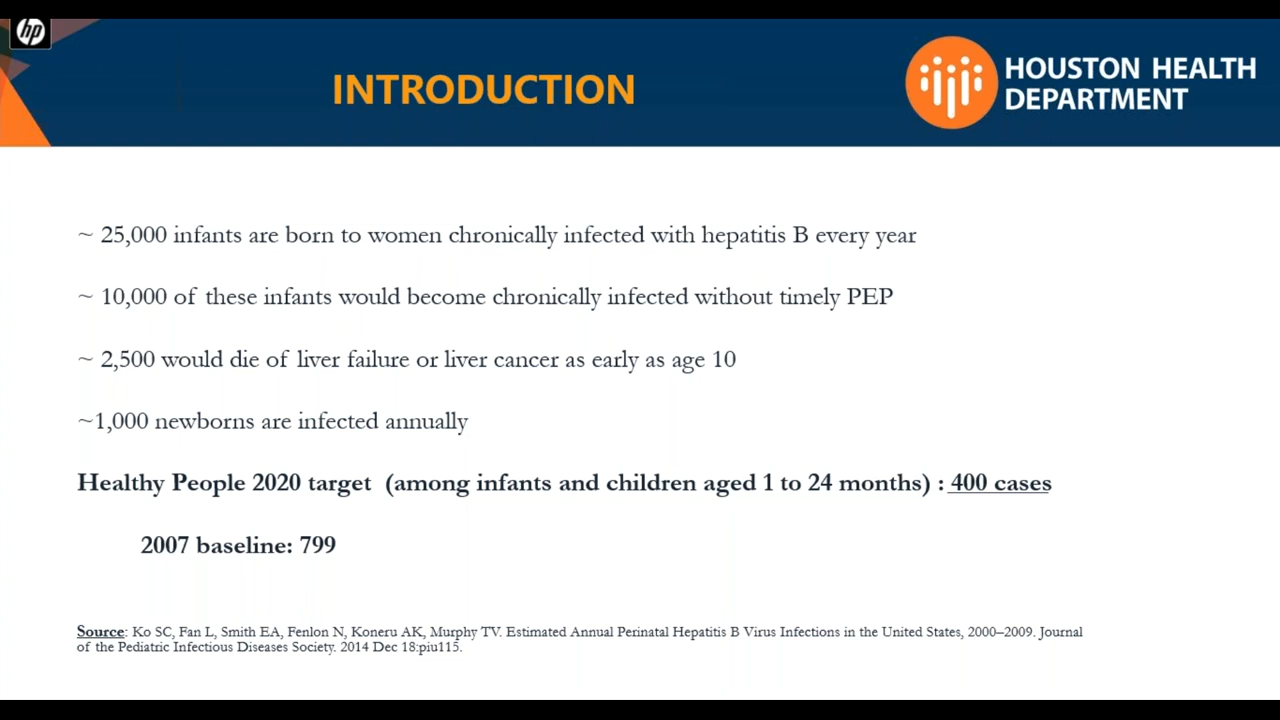 hp
INTRODUCTION
HOUSTON HEALTH
DEPARTMENT
~ 25,000 infants are born to women chronically infected with hepatitis B every year
~ 10,000 of these infants would become chronically infected without timely PEP
~ 2,500 would die of liver failure or liver cancer as early as age 10
~1,000 newborns are infected annually
Healthy People 2020 target (among infants and children aged 1 to 24 months) : 400 cases
2007 baseline: 799
Source: Ko SC, Fan L, Smith EA, Fenlon N, Koneru AK, Murphy TV. Estimated Annual Perinatal Hepatitis B Virus Infections in the United States, 2000–2009. Journal
of the Pediatric Infectious Diseases Society. 2014 Dec 18:piu115.